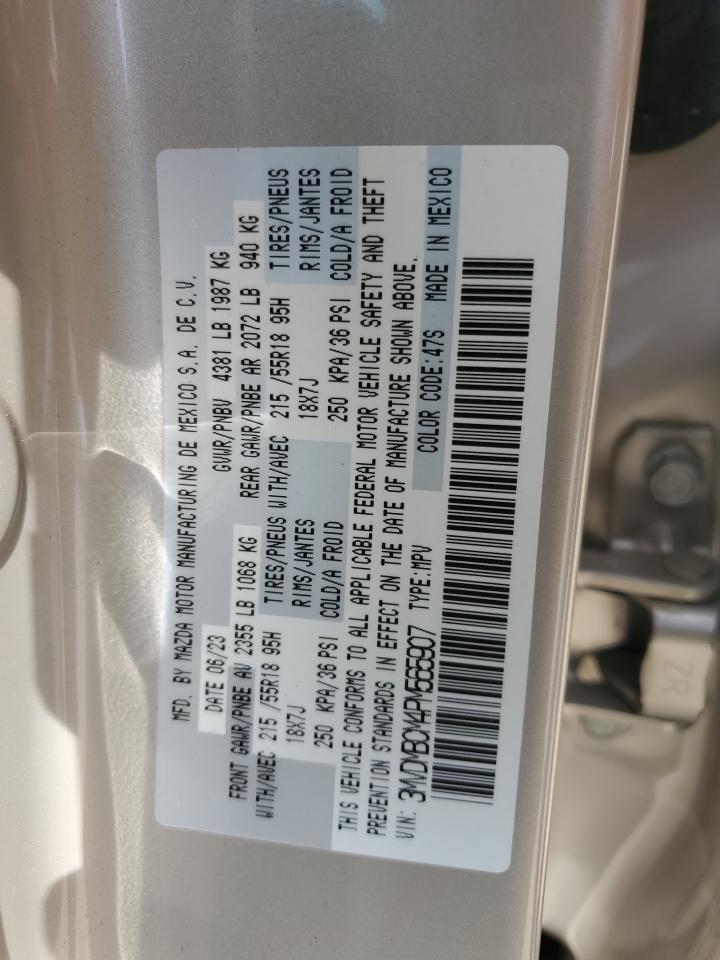 MFD. BY MAZDA MOTOR MANUFACTURING DE MEXICO S.A. DE C.V.
DATE 06/23 GVWR/PNBV 4381 LB 1987 KG
FRONT GAWR/PNBE AV 2355 LB 1068 KG REAR GAWR/PNBE AR 2072 LB 940 KG
WITH/AVEC 215 /55R18 95H TIRES/PNEUS WITH/AVEC 215 /55R18 95H TIRES/PNEUS
18X7J RIMS/JANTES 18X7J RIMS/JANTES
250 KPA/36 PSI COLD/A FROID 250 KPA/36 PSI COLD/A FROID
THIS VEHICLE CONFORMS TO ALL APPLICABLE FEDERAL MOTOR VEHICLE SAFETY AND THEFT
PREVENTION STANDARDS IN EFFECT ON THE DATE OF MANUFACTURE SHOWN ABOVE.
VIN: 3MVDMBCM4PM565907 TYPE:MPV COLOR CODE:47S MADE IN MEXICO